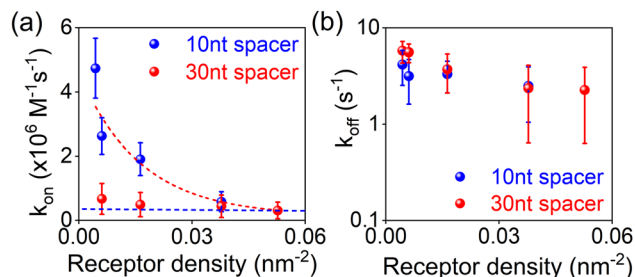 (a)
6
4
2
0
k_on (x10⁶ M⁻¹s⁻¹)
10nt spacer
30nt spacer
0.00 0.03 0.06
Receptor density (nm⁻²)
(b)
10
1
0.1
k_off (s⁻¹)
10nt spacer
30nt spacer
0.00 0.03 0.06
Receptor density (nm⁻²)